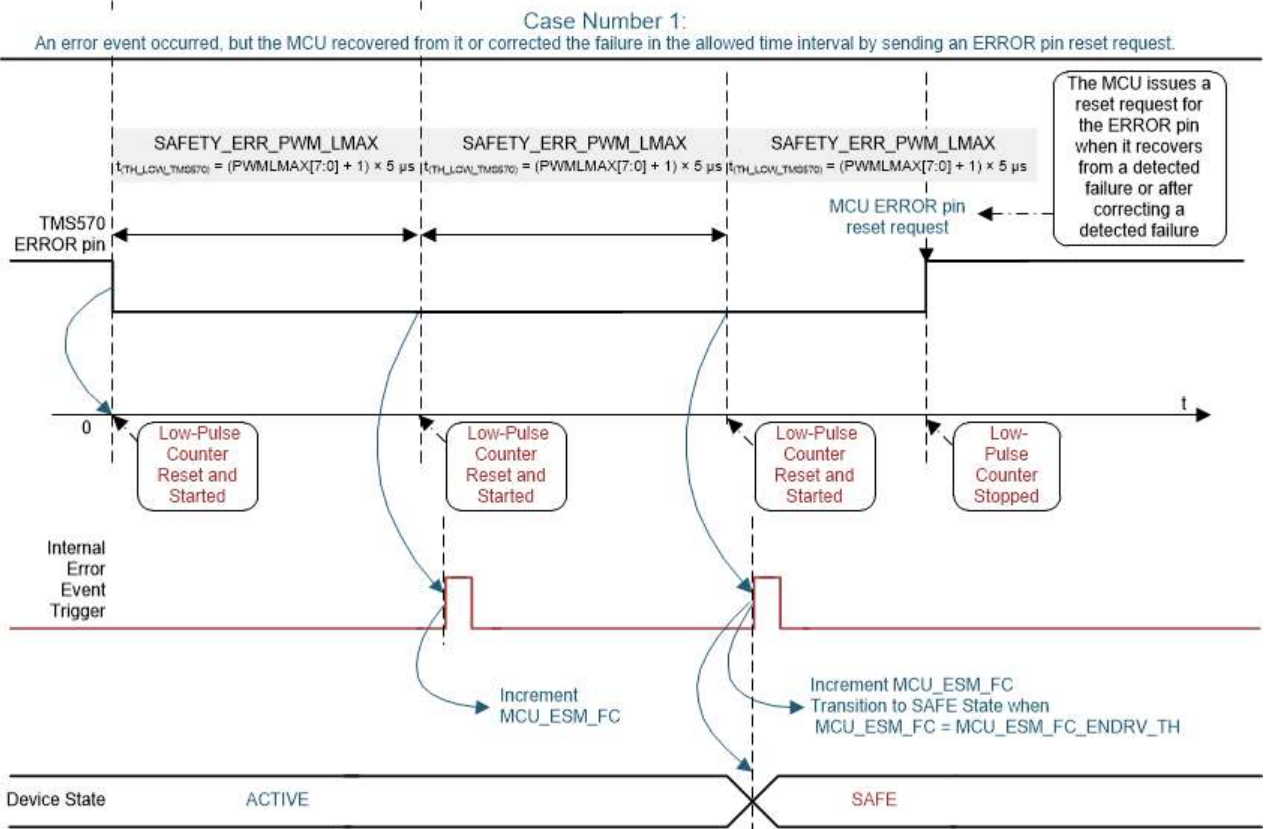 Case Number 1:
An error event occurred, but the MCU recovered from it or corrected the failure in the allowed time interval by sending an ERROR pin reset request.
The MCU issues a
reset request for
the ERROR pin
when it recovers
from a detected
failure or after
correcting a
detected failure
SAFETY_ERR_PWM_LMAX
t(TH_LOW_TMS570) = (PWMLMAX[7:0] + 1) × 5 µs
SAFETY_ERR_PWM_LMAX
t(TH_LOW_TMS570) = (PWMLMAX[7:0] + 1) × 5 µs
SAFETY_ERR_PWM_LMAX
t(TH_LOW_TMS570) = (PWMLMAX[7:0] + 1) × 5 µs
MCU ERROR pin
reset request
TMS570
ERROR pin
t
0
Low-Pulse
Counter
Reset and
Started
Low-Pulse
Counter
Reset and
Started
Low-Pulse
Counter
Reset and
Started
Low-
Pulse
Counter
Stopped
Internal
Error
Event
Trigger
Increment
MCU_ESM_FC
Increment MCU_ESM_FC
Transition to SAFE State when
MCU_ESM_FC = MCU_ESM_FC_ENDRV_TH
Device State
ACTIVE
SAFE